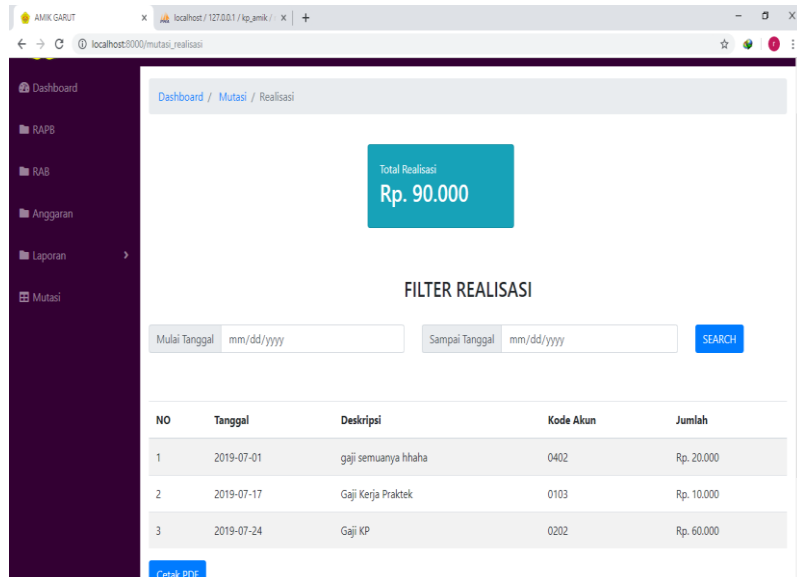 AMIK GARUT
localhost / 127.0.0.1 / kp_amik /
localhost:8000/mutasi_realisasi
Dashboard
RAPB
RAB
Anggaran
Laporan
Mutasi
Dashboard / Mutasi / Realisasi
Total Realisasi
Rp. 90.000
FILTER REALISASI
Mulai Tanggal mm/dd/yyyy Sampai Tanggal mm/dd/yyyy SEARCH
NO Tanggal Deskripsi Kode Akun Jumlah
1 2019-07-01 gaji semuanya hhaha 0402 Rp. 20.000
2 2019-07-17 Gaji Kerja Praktek 0103 Rp. 10.000
3 2019-07-24 Gaji KP 0202 Rp. 60.000
Cetak PDF